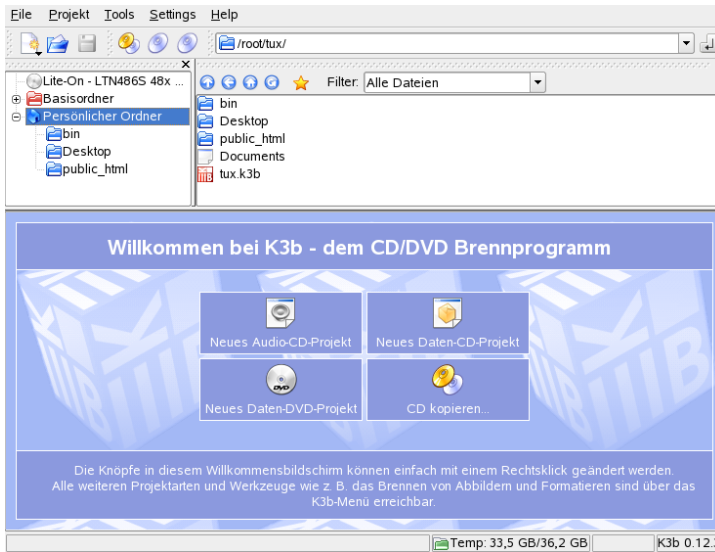 File Projekt Tools Settings Help
/root/tux/
Lite-On - LTN486S 48x ...
Basisordner
Persönlicher Ordner
bin
Desktop
public_html
Filter: Alle Dateien
bin
Desktop
public_html
Documents
tux.k3b
Willkommen bei K3b - dem CD/DVD Brennprogramm
Neues Audio-CD-Projekt
Neues Daten-CD-Projekt
Neues Daten-DVD-Projekt
CD kopieren...
Die Knöpfe in diesem Willkommensbildschirm können einfach mit einem Rechtsklick geändert werden.
Alle weiteren Projektarten und Werkzeuge wie z. B. das Brennen von Abbildern und Formatieren sind über das
K3b-Menü erreichbar.
Temp: 33,5 GB/36,2 GB
K3b 0.12.